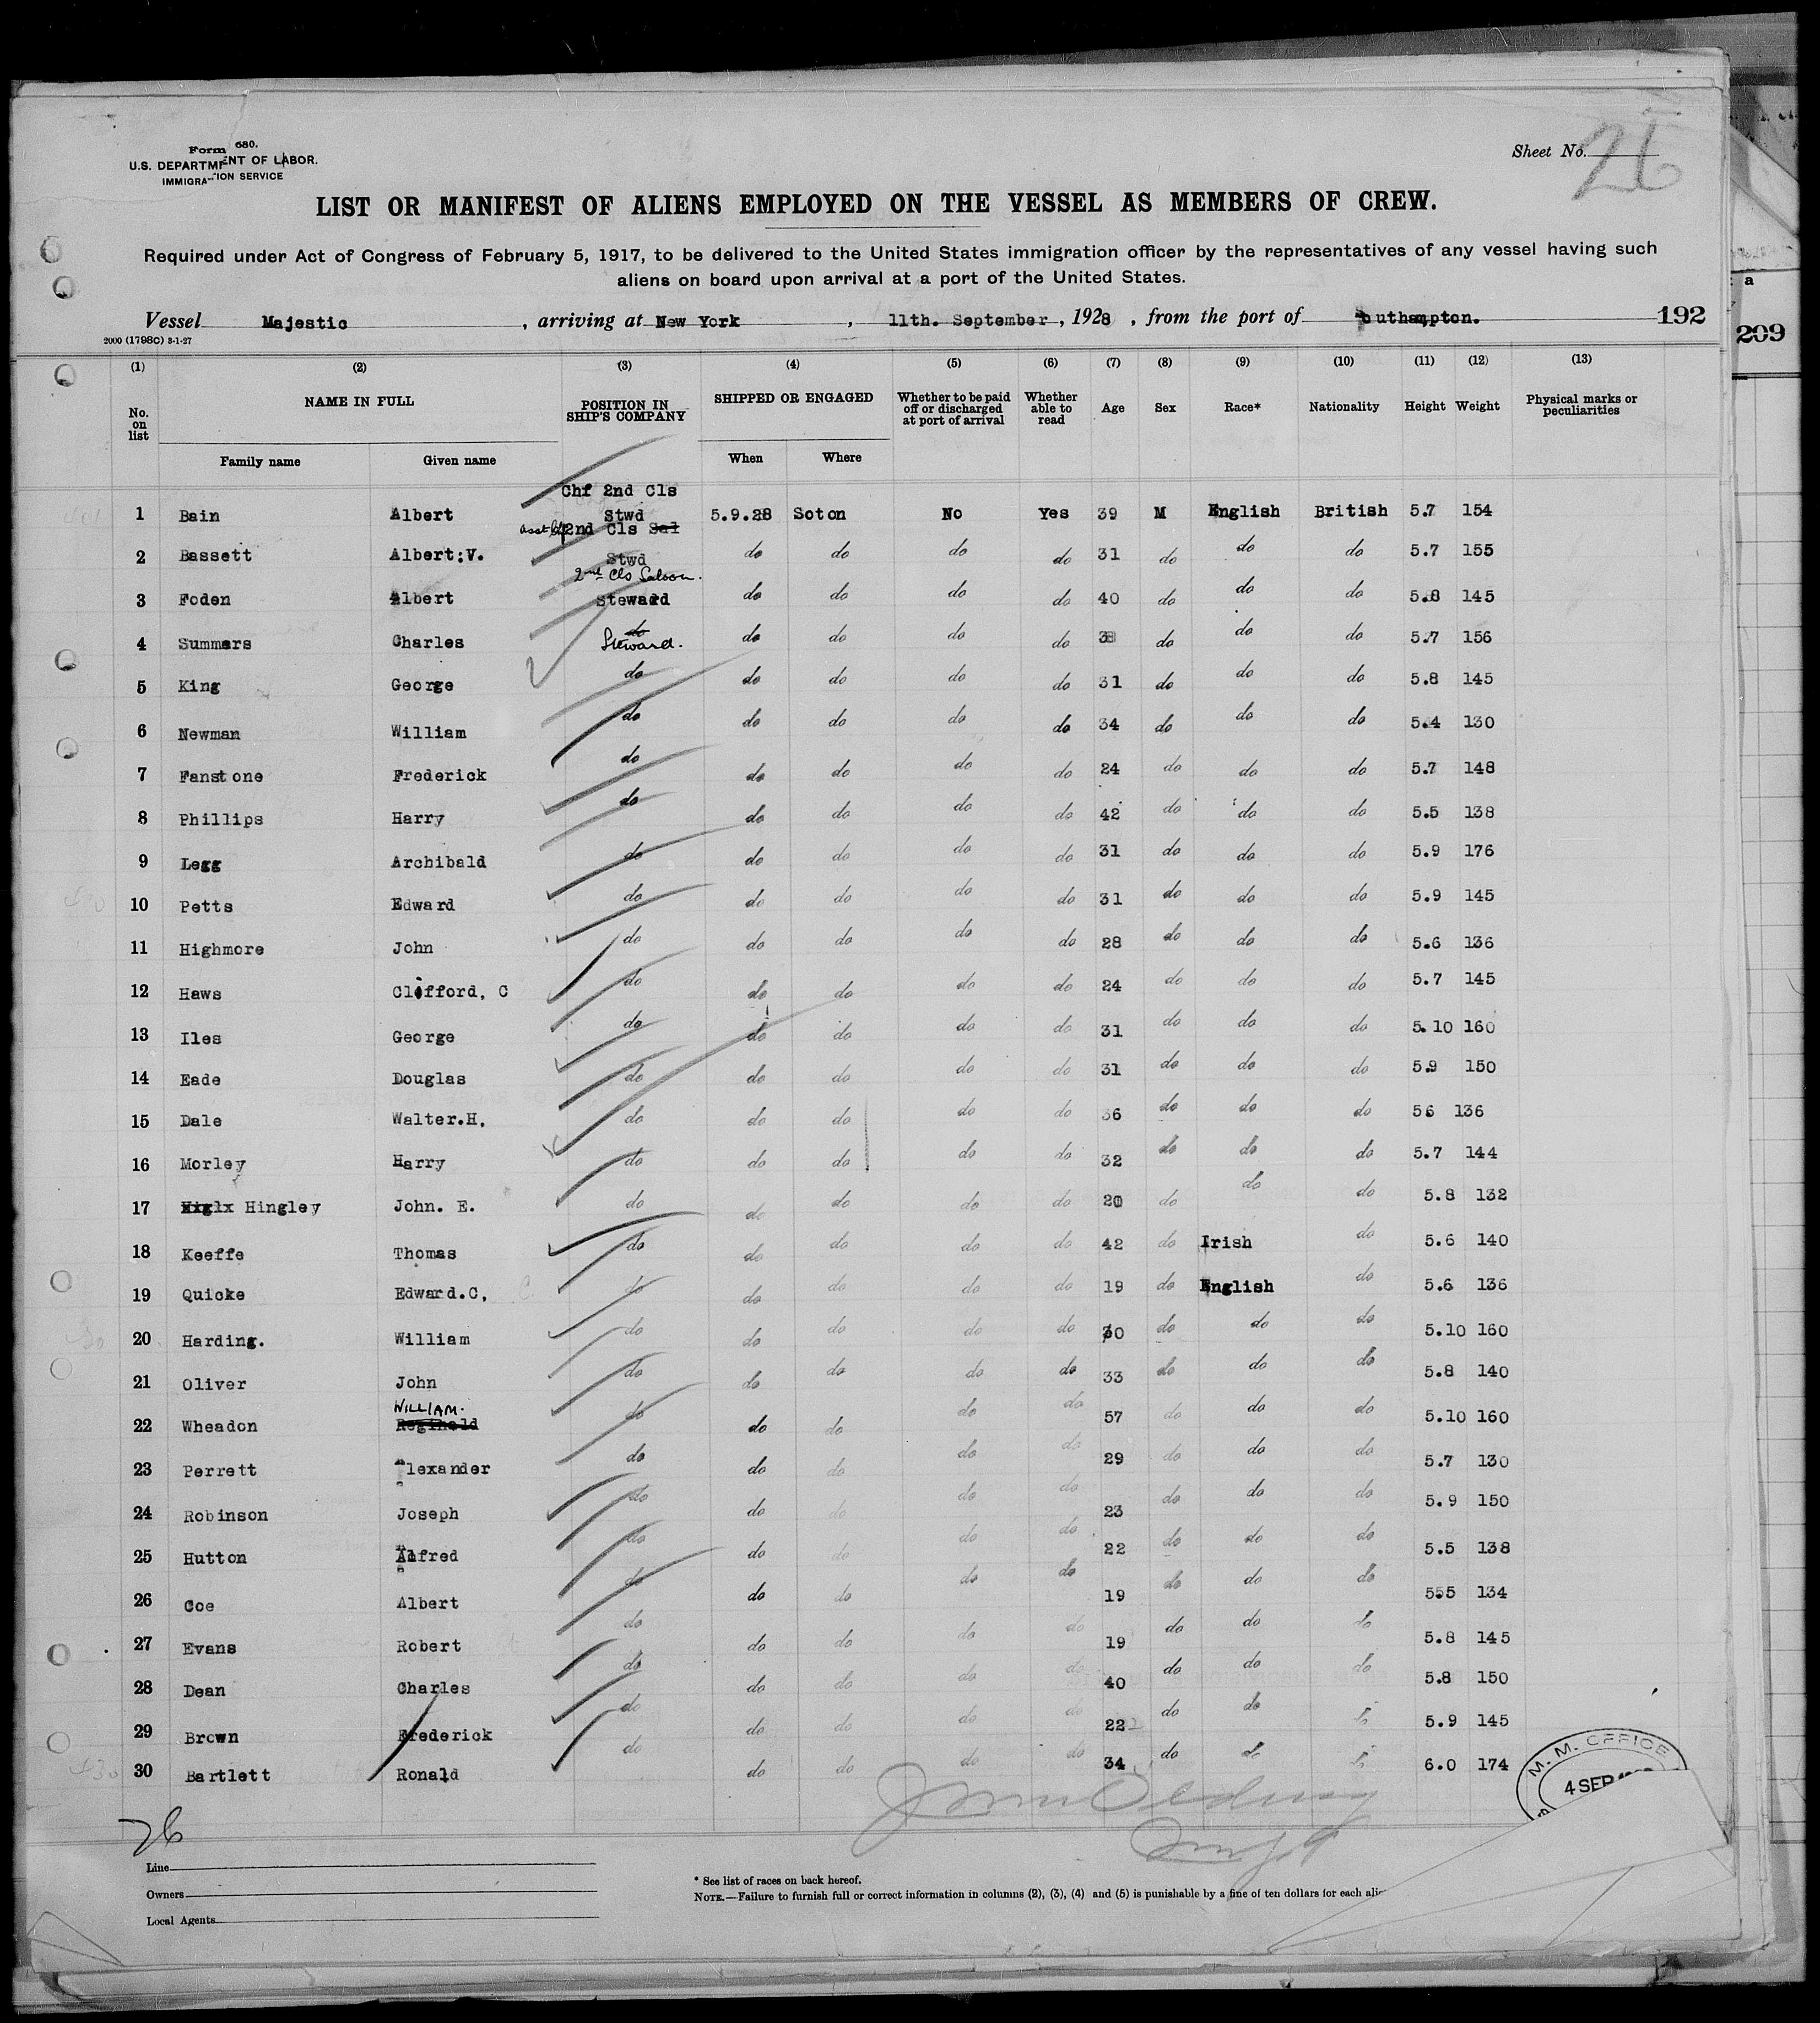 Form 680.
U.S. DEPARTMENT OF LABOR.
IMMIGRATION SERVICE
Sheet No. 26
LIST OR MANIFEST OF ALIENS EMPLOYED ON THE VESSEL AS MEMBERS OF CREW.
Required under Act of Congress of February 5, 1917, to be delivered to the United States immigration officer by the representatives of any vessel having such
aliens on board upon arrival at a port of the United States.
Vessel Majestic, arriving at New York, 11th. September, 1928, from the port of outhampton. 192
2000 (1798C) 3-1-27
209
a
(1) (2) (3) (4) (5) (6) (7) (8) (9) (10) (11) (12) (13)
No. on list NAME IN FULL POSITION IN SHIP'S COMPANY SHIPPED OR ENGAGED Whether to be paid off or discharged at port of arrival Whether able to read Age Sex Race* Nationality Height Weight Physical marks or peculiarities
Family name Given name When Where
Chf 2nd Cls
1 Bain Albert Stwd 5.9.28 Soton No Yes 39 M English British 5.7 154
2nd Cls Sal
2 Bassett Albert:V. Stwd do do do do 31 do do do 5.7 155
2nd Cls Saloon.
3 Foden Albert Steward do do do do 40 do do do 5.8 145
do
4 Summers Charles Steward. do do do do do do do 5.7 156
5 King George do do do do do 31 do do do 5.8 145
6 Newman William do do do do do 34 do do do 5.4 130
7 Fanstone Frederick do do do do do 24 do do do 5.7 148
8 Phillips Harry do do do do do 42 do do do 5.5 138
9 Legg Archibald do do do do do 31 do do do 5.9 176
10 Petts Edward do do do do do 31 do do do 5.9 145
11 Highmore John do do do do do 28 do do do 5.6 136
12 Haws Clifford, C do do do do do 24 do do do 5.7 145
13 Iles George do do do do do 31 do do do 5.10 160
14 Eade Douglas do do do do do 31 do do do 5.9 150
15 Dale Walter.H. do do do do do 36 do do do 56 136
16 Morley Harry do do do do do 32 do do do 5.7 144
17 Hingley John. E. do do do do do 20 do do do 5.8 132
18 Keeffe Thomas do do do do do 42 do Irish do 5.6 140
19 Quicke Edward.C, do do do do do 19 do English do 5.6 136
20 Harding. William do do do do do 30 do do do 5.10 160
21 Oliver John do do do do do 33 do do do 5.8 140
WILLIAM.
22 Wheadon Reginald do do do do do 57 do do do 5.10 160
23 Perrett Alexander do do do do do 29 do do do 5.7 130
24 Robinson Joseph do do do do do 23 do do do 5.9 150
25 Hutton Alfred do do do do do 22 do do do 5.5 138
26 Coe Albert do do do do do 19 do do do 555 134
27 Evans Robert do do do do do 19 do do do 5.8 145
28 Dean Charles do do do do do 40 do do do 5.8 150
29 Brown Frederick do do do do do 22 do do do 5.9 145
30 Bartlett Ronald do do do do do 34 do do do 6.0 174
M. M. OFFICE
4 SEP
26
Line
Owners
Local Agents
* See list of races on back hereof.
NOTE.—Failure to furnish full or correct information in columns (2), (3), (4) and (5) is punishable by a fine of ten dollars for each